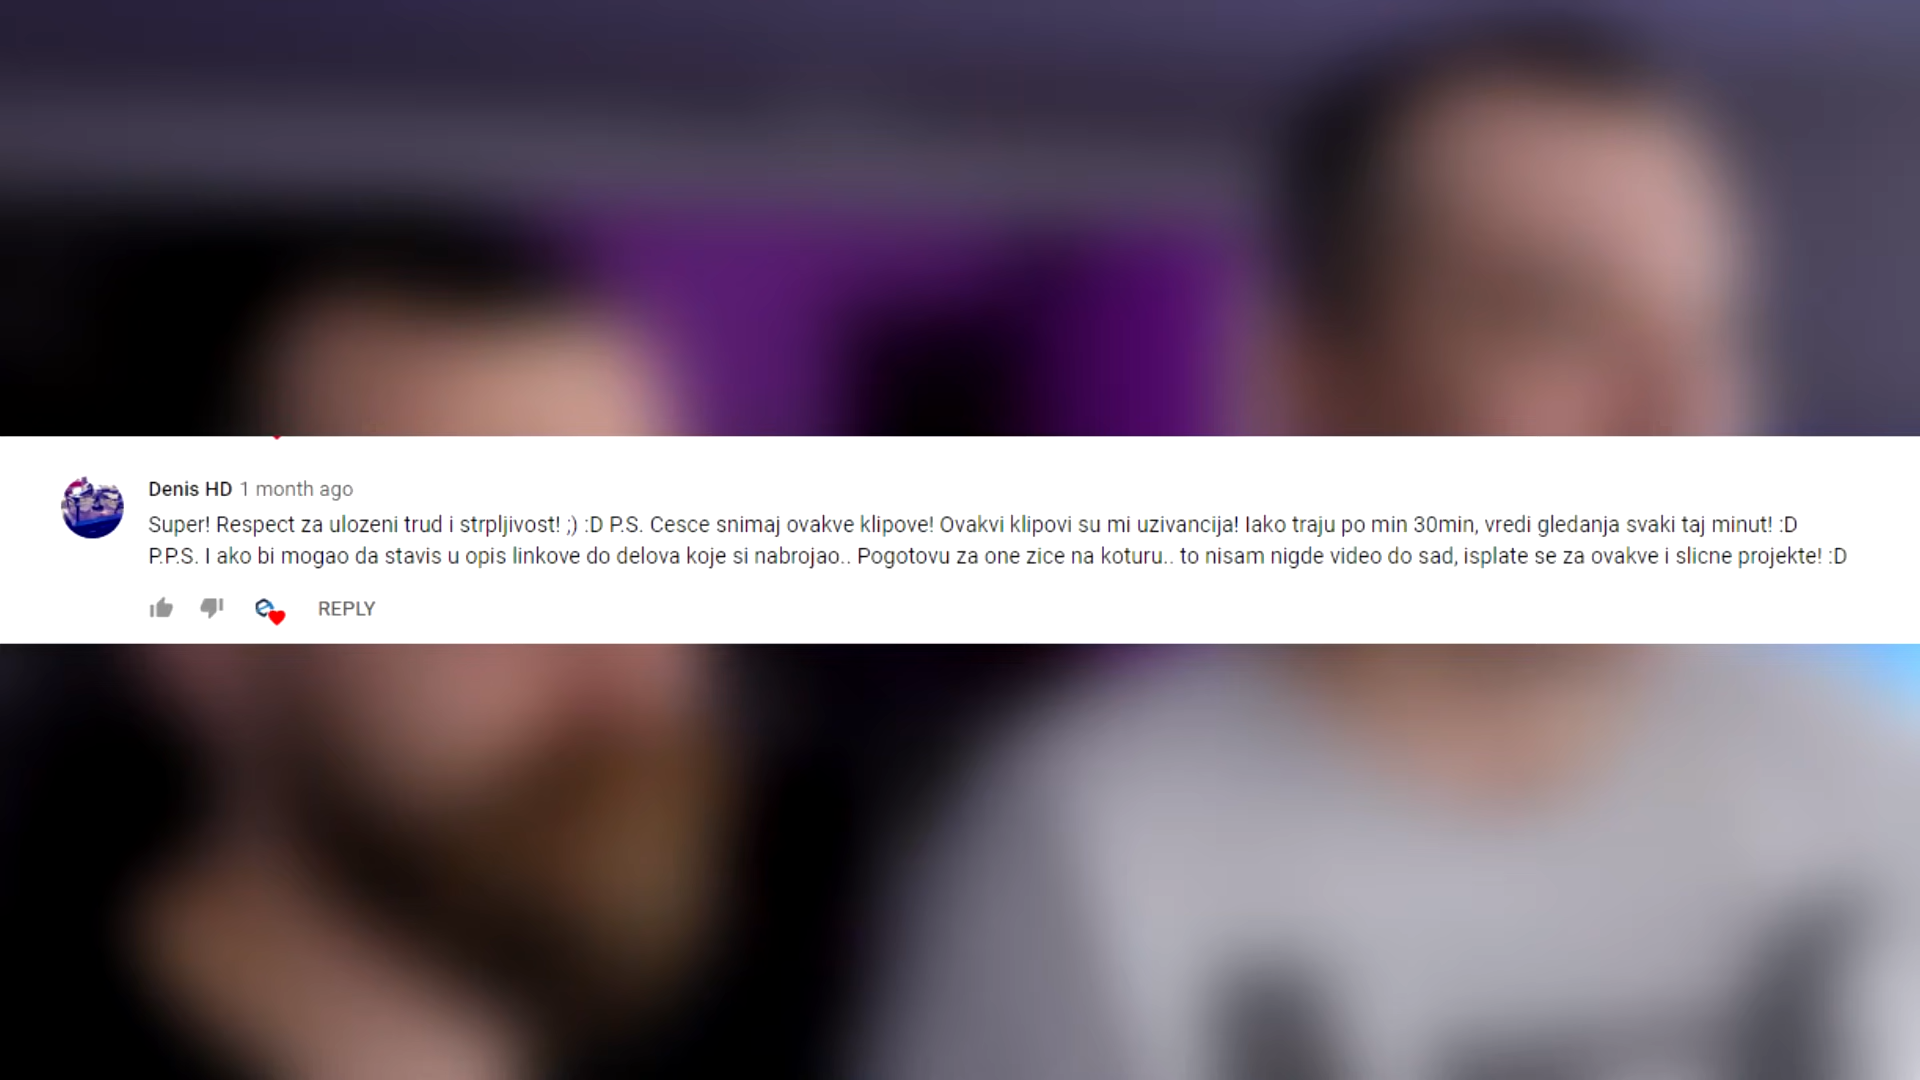 Denis HD 1 month ago
Super! Respect za ulozeni trud i strpljivost! ;) :D P.S. Cesce snimaj ovakve klipove! Ovakvi klipovi su mi uzivancija! Iako traju po min 30min, vredi gledanja svaki taj minut! :D
P.P.S. I ako bi mogao da stavis u opis linkove do delova koje si nabrojao.. Pogotovu za one zice na koturu.. to nisam nigde video do sad, isplate se za ovakve i slicne projekte! :D
REPLY